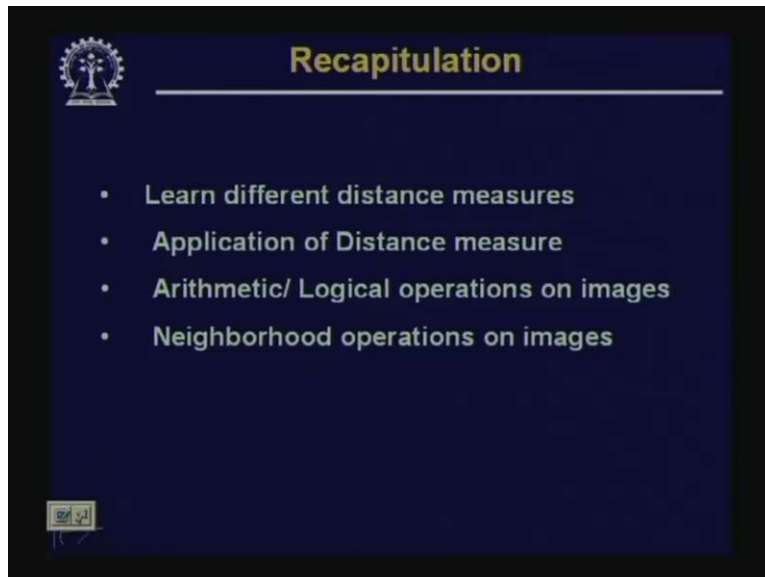 Recapitulation
• Learn different distance measures
• Application of Distance measure
• Arithmetic/ Logical operations on images
• Neighborhood operations on images